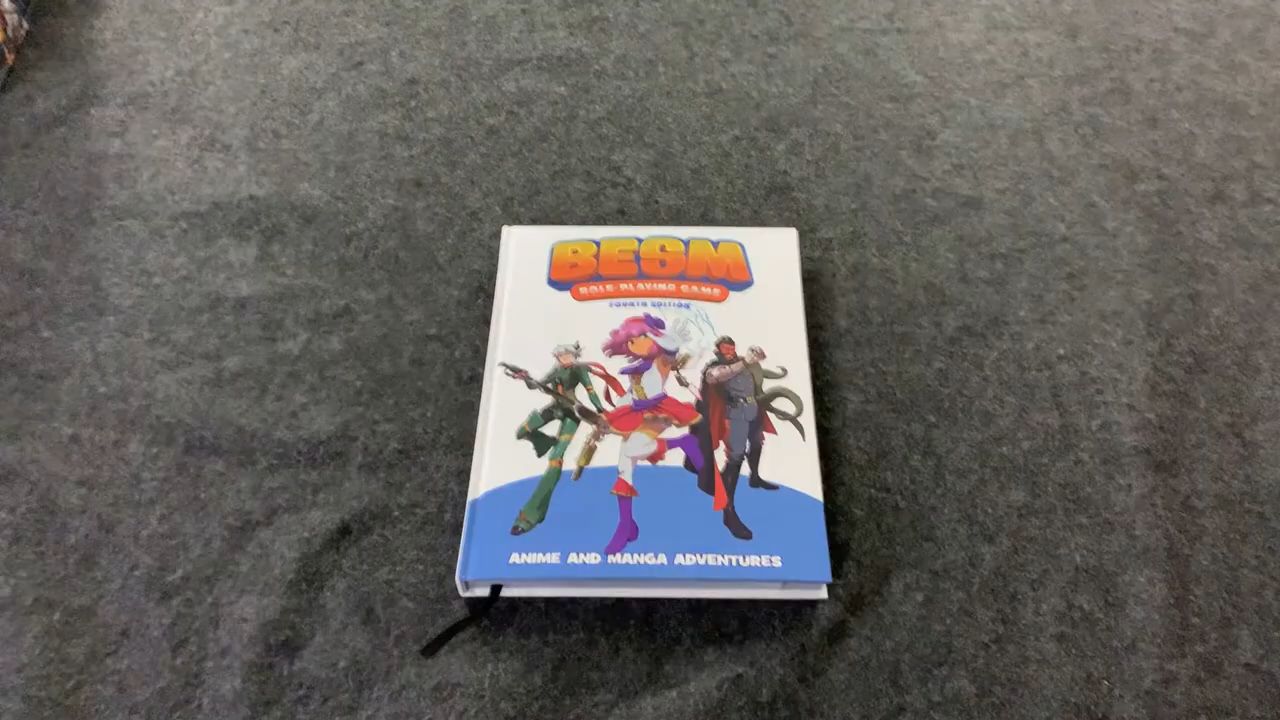 BESM
ROLE-PLAYING GAME
FOURTH EDITION
ANIME AND MANGA ADVENTURES